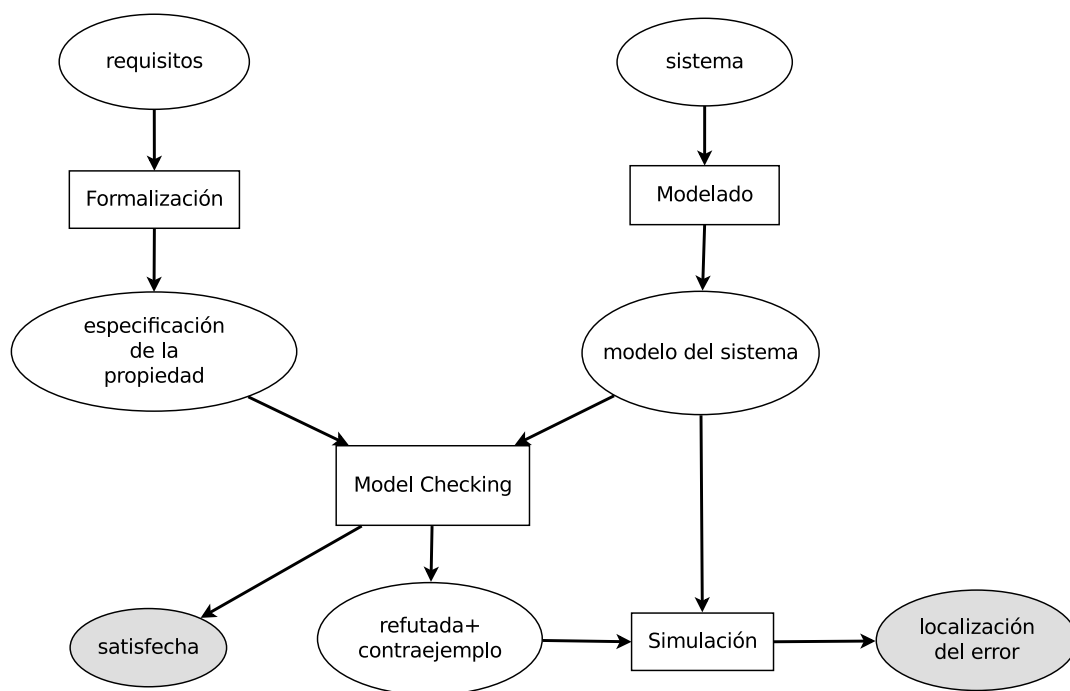 requisitos
sistema
Formalización
Modelado
especificación
de la
propiedad
modelo del sistema
Model Checking
satisfecha
refutada+
contraejemplo
Simulación
localización
del error